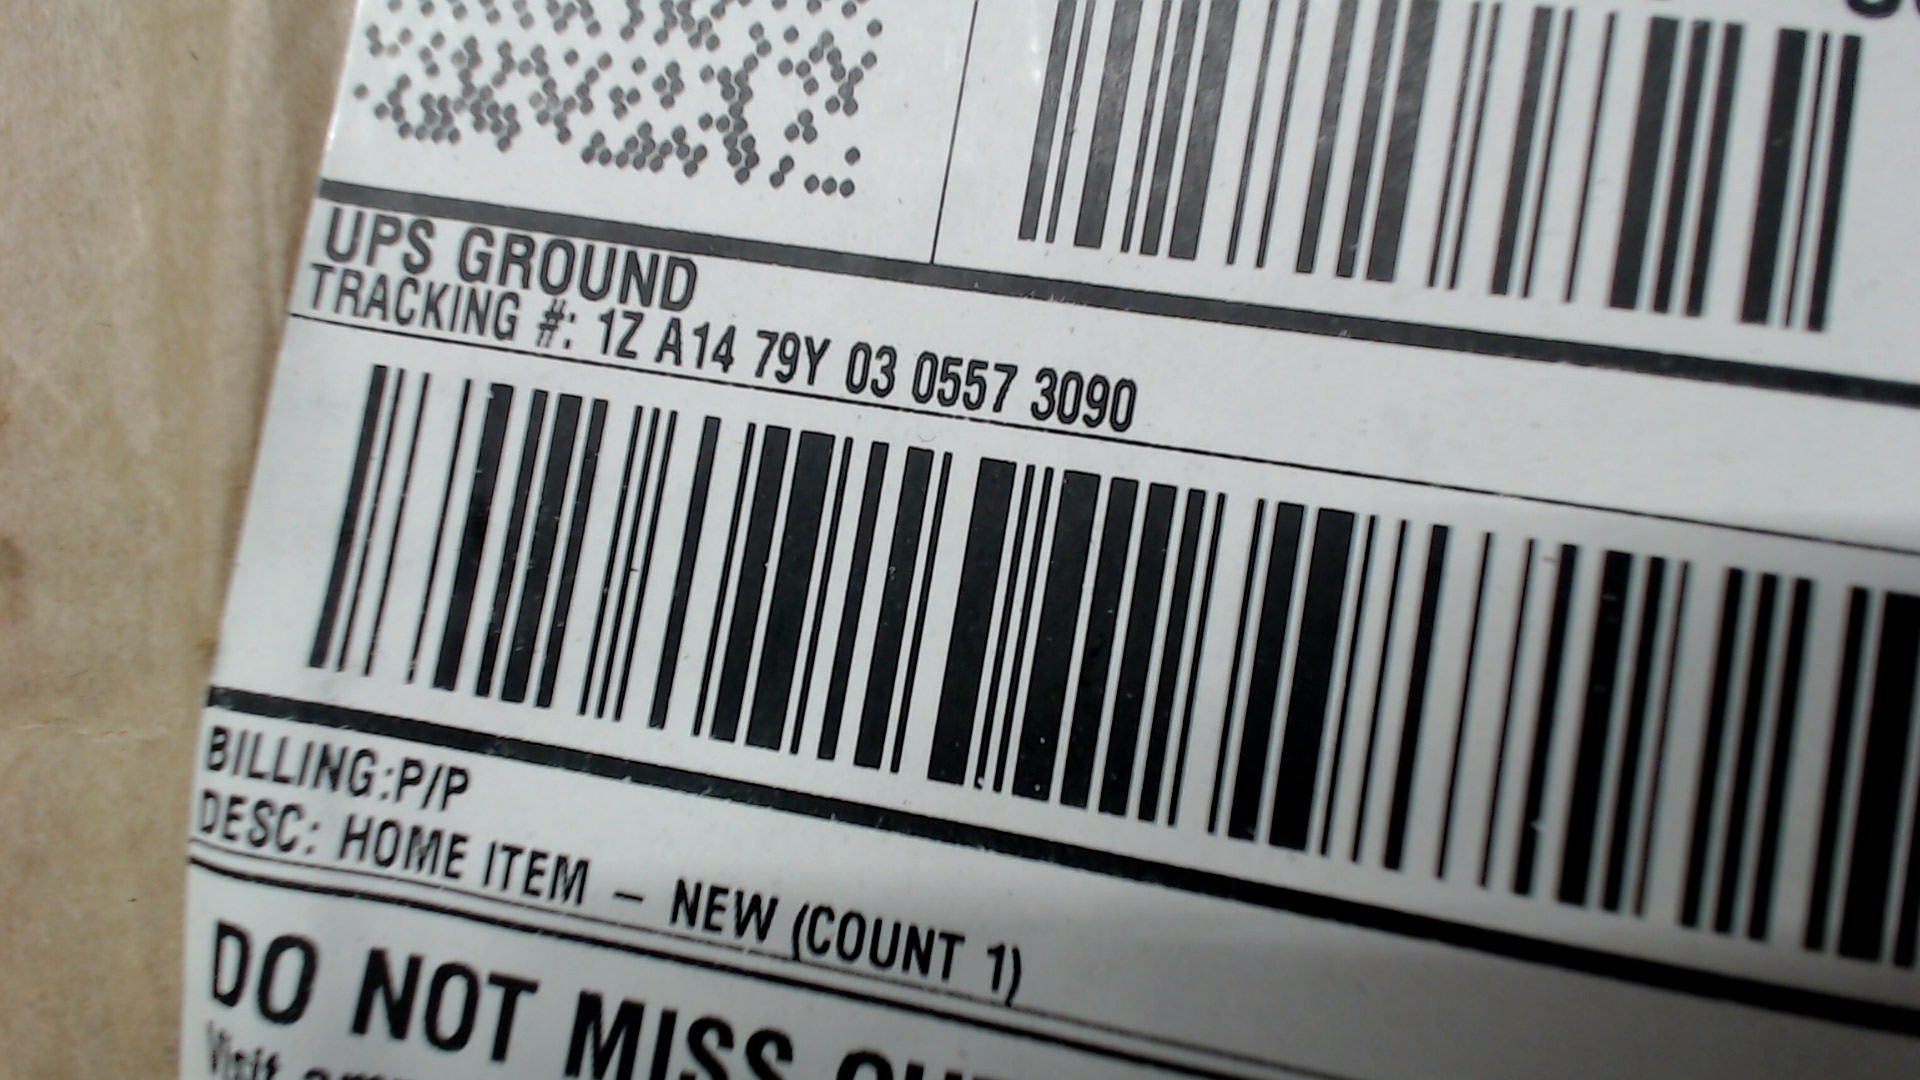 UPS GROUND
TRACKING #: 1Z A14 79Y 03 0557 3090
BILLING:P/P
DESC: HOME ITEM – NEW (COUNT 1)
DO NOT MISS
Visit